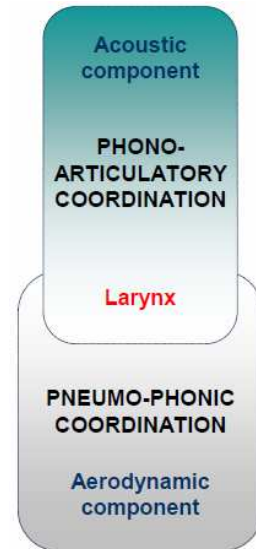 Acoustic
component
PHONO-
ARTICULATORY
COORDINATION
Larynx
PNEUMO-PHONIC
COORDINATION
Aerodynamic
component